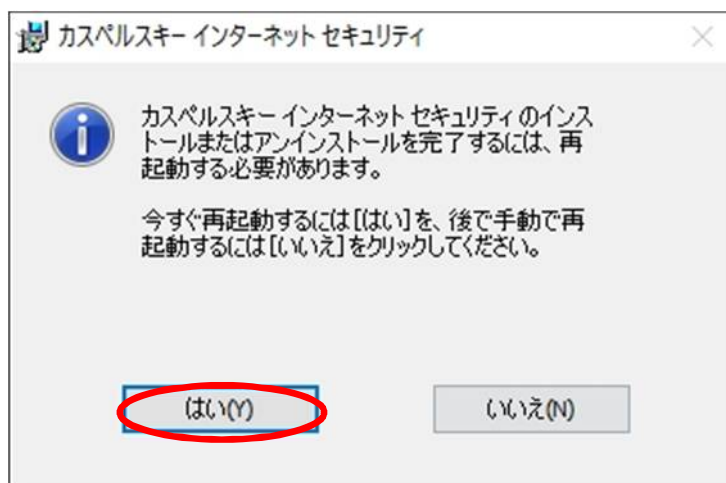 カスペルスキー インターネット セキュリティ
カスペルスキー インターネット セキュリティ のインス
トールまたはアンインストールを完了するには、再
起動する必要があります。
今すぐ再起動するには [はい] を、後で手動で再
起動するには [いいえ] をクリックしてください。
はい(Y)
いいえ(N)